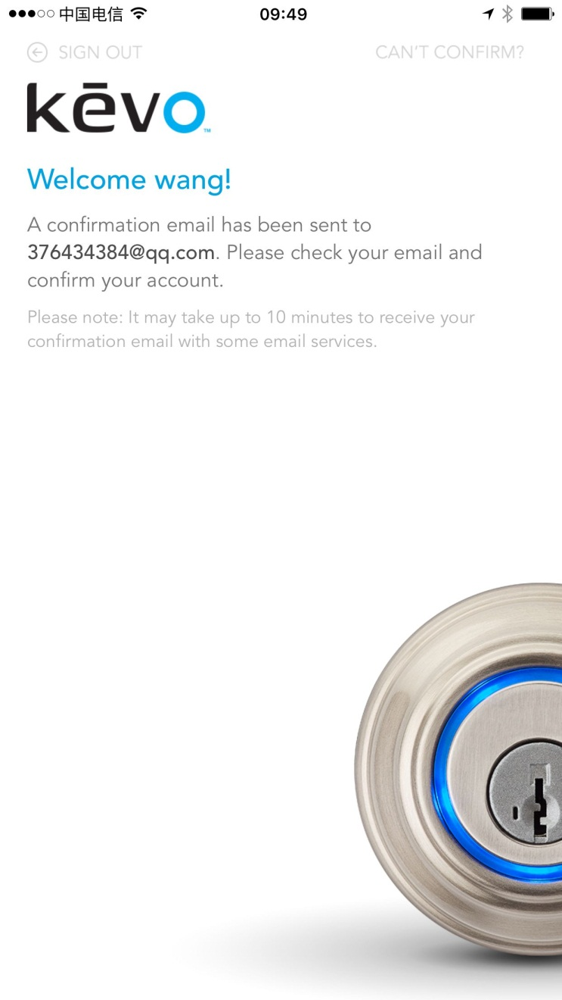 中国电信 09:49
SIGN OUT CAN'T CONFIRM?
kēvo™
Welcome wang!
A confirmation email has been sent to
376434384@qq.com. Please check your email and
confirm your account.
Please note: It may take up to 10 minutes to receive your
confirmation email with some email services.